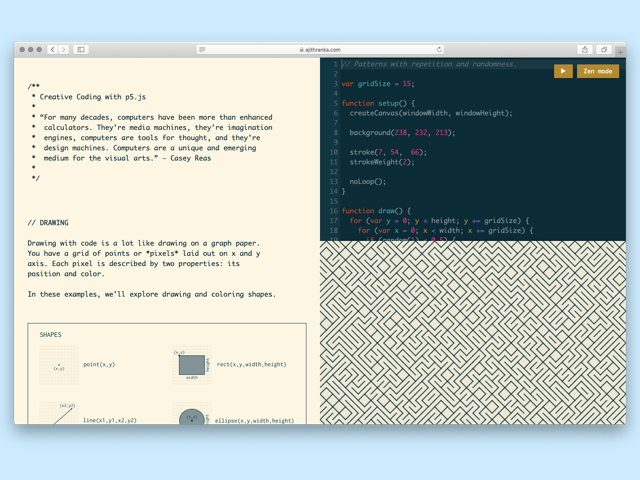 ajithranka.com
/**
* Creative Coding with p5.js
*
* “For many decades, computers have been more than enhanced
* calculators. They’re media machines, they’re imagination
* engines, computers are tools for thought, and they’re
* design machines. Computers are a unique and emerging
* medium for the visual arts.” — Casey Reas
*
*/
// DRAWING
Drawing with code is a lot like drawing on a graph paper.
You have a grid of points or *pixels* laid out on x and y
axis. Each pixel is described by two properties: its
position and color.
In these examples, we’ll explore drawing and coloring shapes.
SHAPES
(x,y)
point(x,y)
(x,y)
height
width
rect(x,y,width,height)
(x2,y2)
line(x1,y1,x2,y2)
(x,y)
ellipse(x,y,width,height)
Zen mode
1 // Patterns with repetition and randomness.
2
3 var gridSize = 15;
4
5 function setup() {
6 createCanvas(windowWidth, windowHeight);
7
8 background(238, 232, 213);
9
10 stroke(7, 54, 66);
11 strokeWeight(2);
12
13 noLoop();
14 }
15
16 function draw() {
17 for (var y = 0; y < height; y += gridSize) {
18 for (var x = 0; x < width; x += gridSize) {